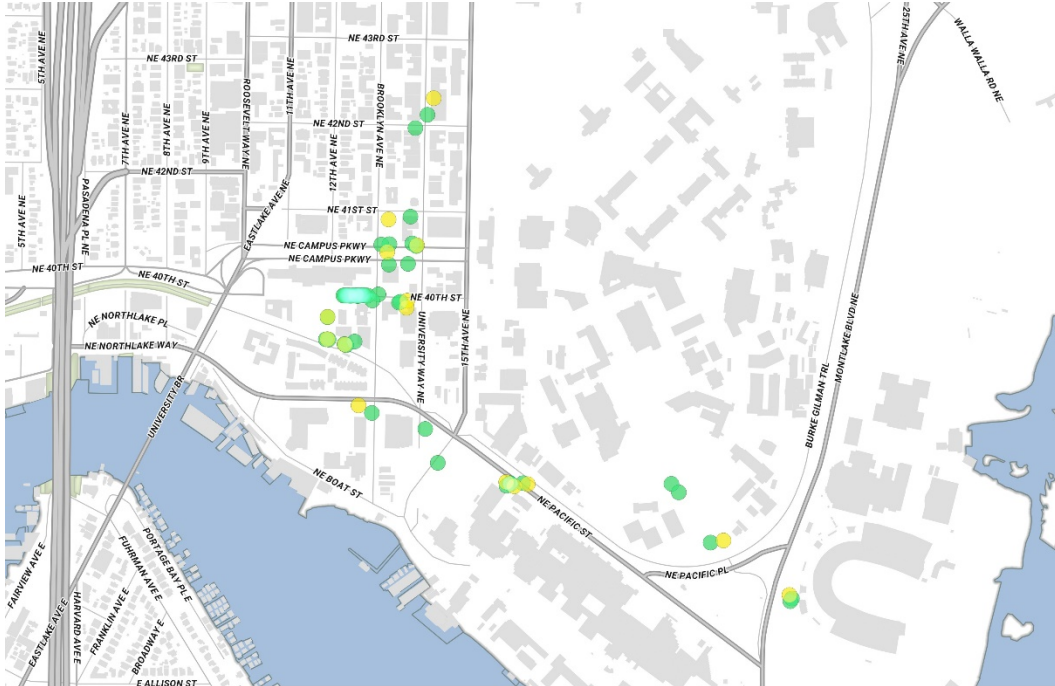 5TH AVE NE
NE 43RD ST
NE 43RD ST
11TH AVE NE
25TH AVE NE
WALLA WALLA RD NE
ROOSEVELT WAY NE
BROOKLYN AVE NE
7TH AVE NE
8TH AVE NE
9TH AVE NE
NE 42ND ST
12TH AVE NE
NE 42ND ST
5TH AVE NE
PASADENA PL NE
EASTLAKE AVE NE
NE 41ST ST
NE CAMPUS PKWY
NE CAMPUS PKWY
NE 40TH ST
NE 40TH ST
NE 40TH ST
NE NORTHLAKE PL
NE NORTHLAKE WAY
UNIVERSITY WAY NE
15TH AVE NE
MONTLAKE BLVD NE
BURKE GILMAN TRL
UNIVERSITY BR
NE BOAT ST
NE PACIFIC ST
NE PACIFIC PL
FAIRVIEW AVE E
PORTAGE BAY PL E
FUHRMAN AVE E
EASTLAKE AVE E
HARVARD AVE E
FRANKLIN AVE E
BROADWAY E
E ALLISON ST